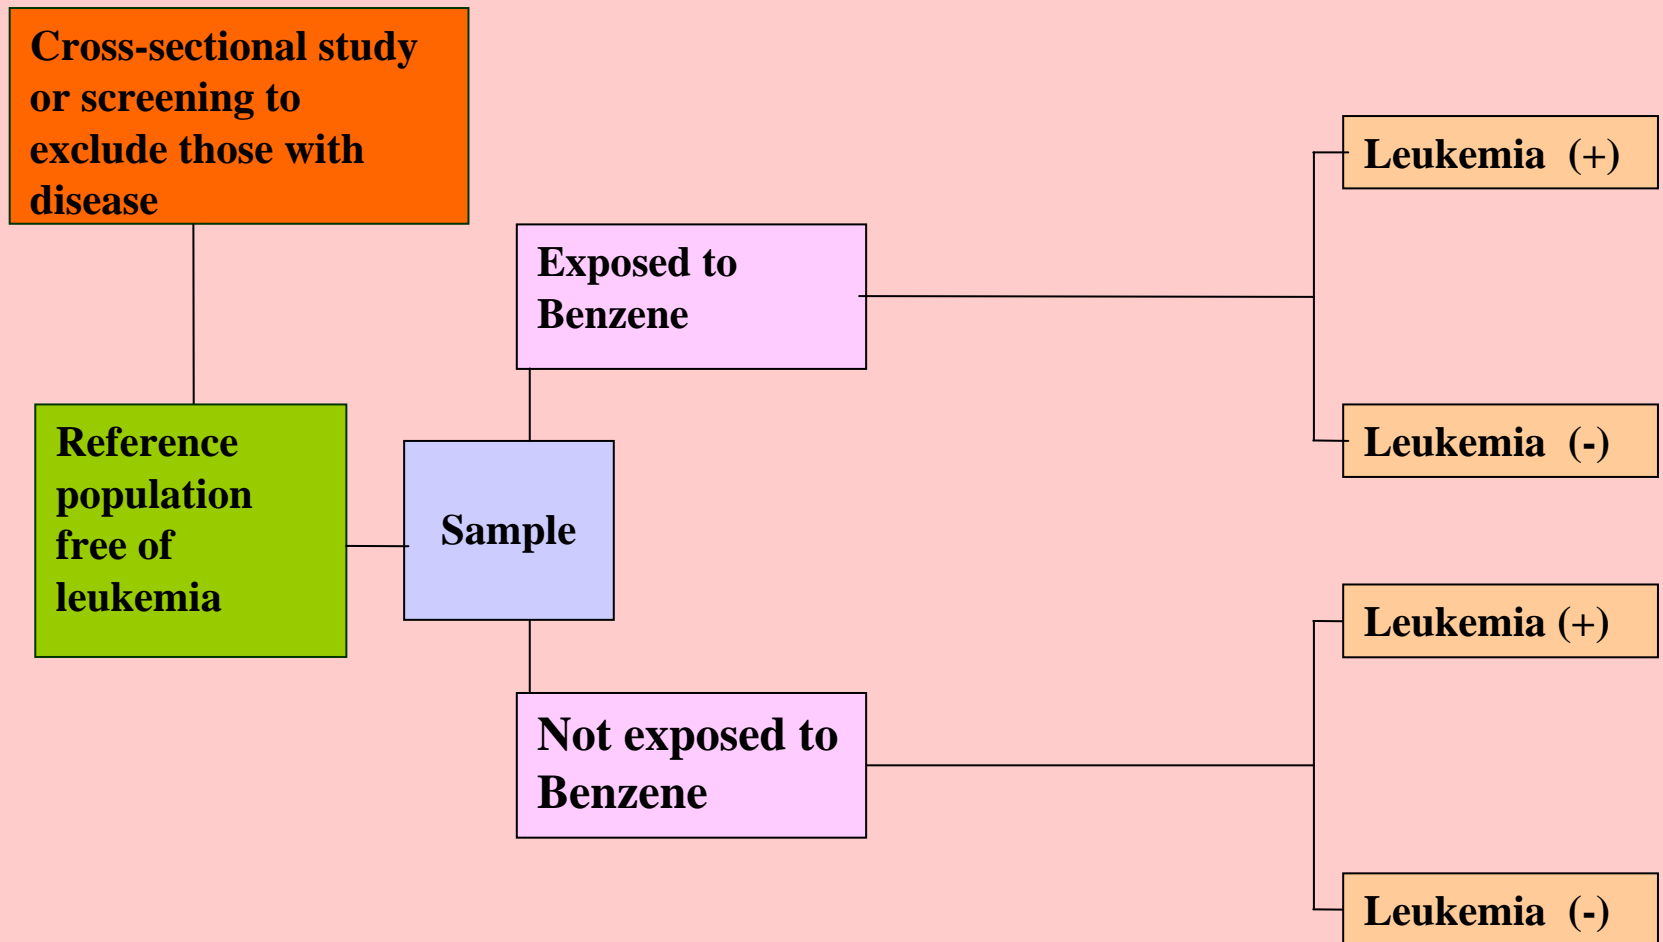 Cross-sectional study
or screening to
exclude those with
disease
Reference
population
free of
leukemia
Sample
Exposed to
Benzene
Not exposed to
Benzene
Leukemia (+)
Leukemia (-)
Leukemia (+)
Leukemia (-)